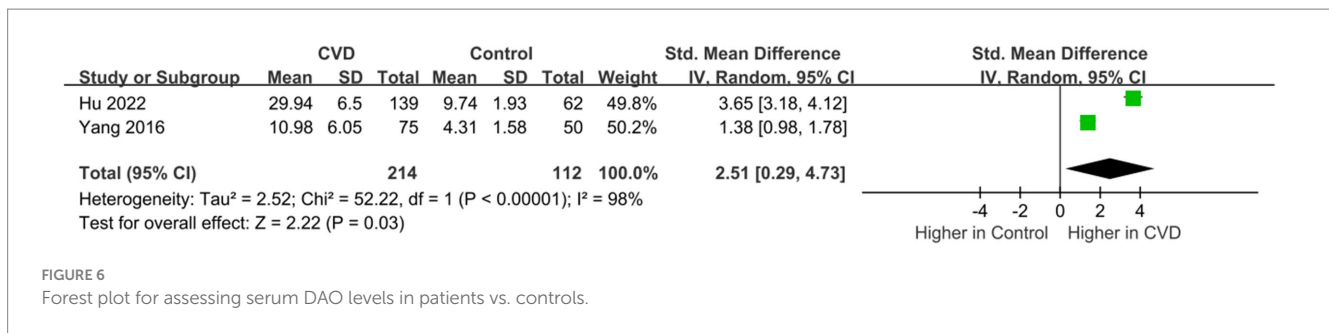 CVD Control Std. Mean Difference Std. Mean Difference
Study or Subgroup Mean SD Total Mean SD Total Weight IV, Random, 95% CI IV, Random, 95% CI
Hu 2022 29.94 6.5 139 9.74 1.93 62 49.8% 3.65 [3.18, 4.12]
Yang 2016 10.98 6.05 75 4.31 1.58 50 50.2% 1.38 [0.98, 1.78]
Total (95% CI) 214 112 100.0% 2.51 [0.29, 4.73]
Heterogeneity: Tau² = 2.52; Chi² = 52.22, df = 1 (P < 0.00001); I² = 98%
Test for overall effect: Z = 2.22 (P = 0.03)
-4 -2 0 2 4
Higher in Control Higher in CVD
FIGURE 6
Forest plot for assessing serum DAO levels in patients vs. controls.